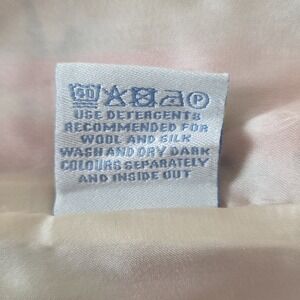 USE DETERGENTS
RECOMMENDED FOR
WOOL AND SILK
WASH AND DRY DARK
COLOURS SEPARATELY
AND INSIDE OUT